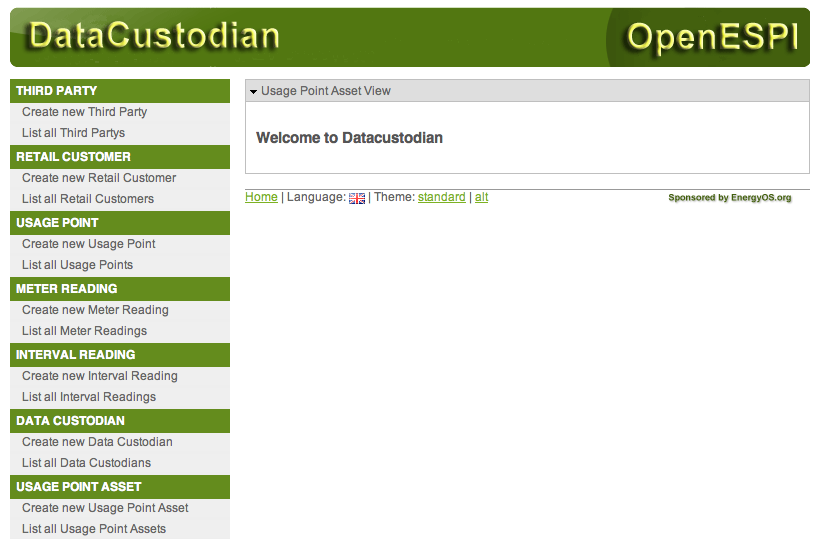 DataCustodian
OpenESPI
THIRD PARTY
Create new Third Party
List all Third Partys
RETAIL CUSTOMER
Create new Retail Customer
List all Retail Customers
USAGE POINT
Create new Usage Point
List all Usage Points
METER READING
Create new Meter Reading
List all Meter Readings
INTERVAL READING
Create new Interval Reading
List all Interval Readings
DATA CUSTODIAN
Create new Data Custodian
List all Data Custodians
USAGE POINT ASSET
Create new Usage Point Asset
List all Usage Point Assets
Usage Point Asset View
Welcome to Datacustodian
Home | Language: | Theme: standard | alt
Sponsored by EnergyOS.org